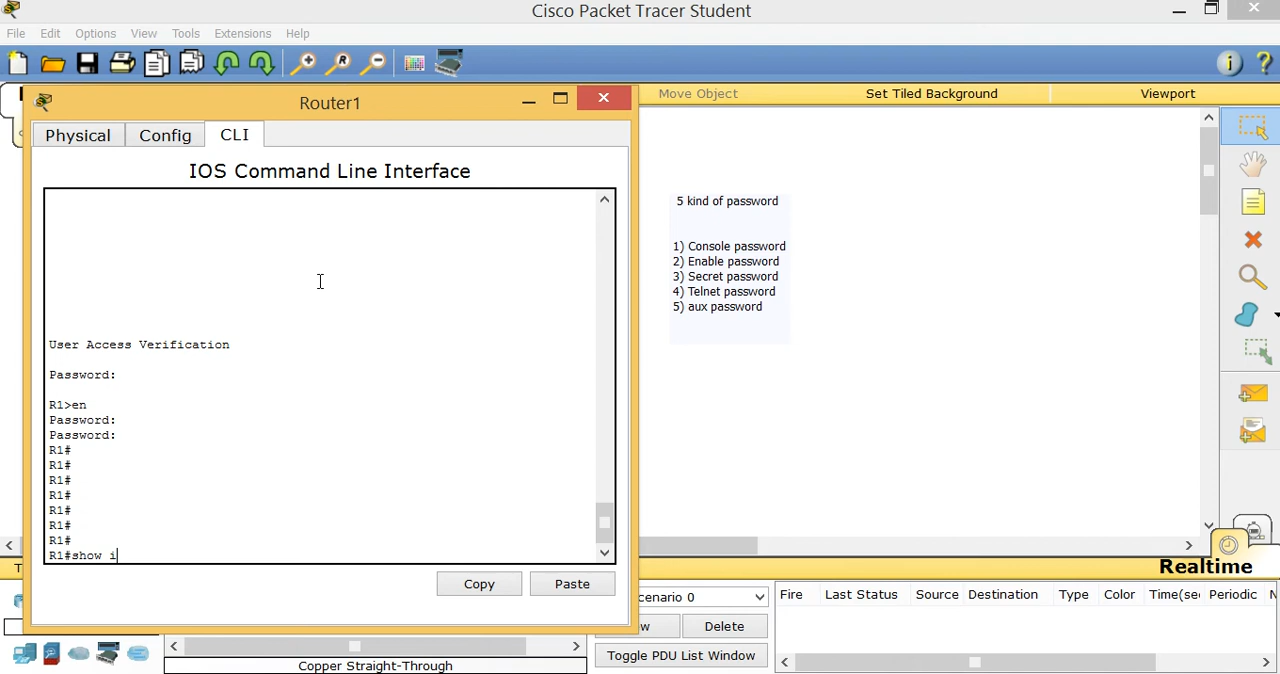 Cisco Packet Tracer Student
File Edit Options View Tools Extensions Help
Router1
Move Object Set Tiled Background Viewport
Physical Config CLI
IOS Command Line Interface
User Access Verification
Password:
R1>en
Password:
Password:
R1#
R1#
R1#
R1#
R1#
R1#
R1#
R1#show i
Copy Paste
5 kind of password
1) Console password
2) Enable password
3) Secret password
4) Telnet password
5) aux password
Realtime
cenario 0
Delete
Toggle PDU List Window
Fire Last Status Source Destination Type Color Time(sec Periodic N
Copper Straight-Through